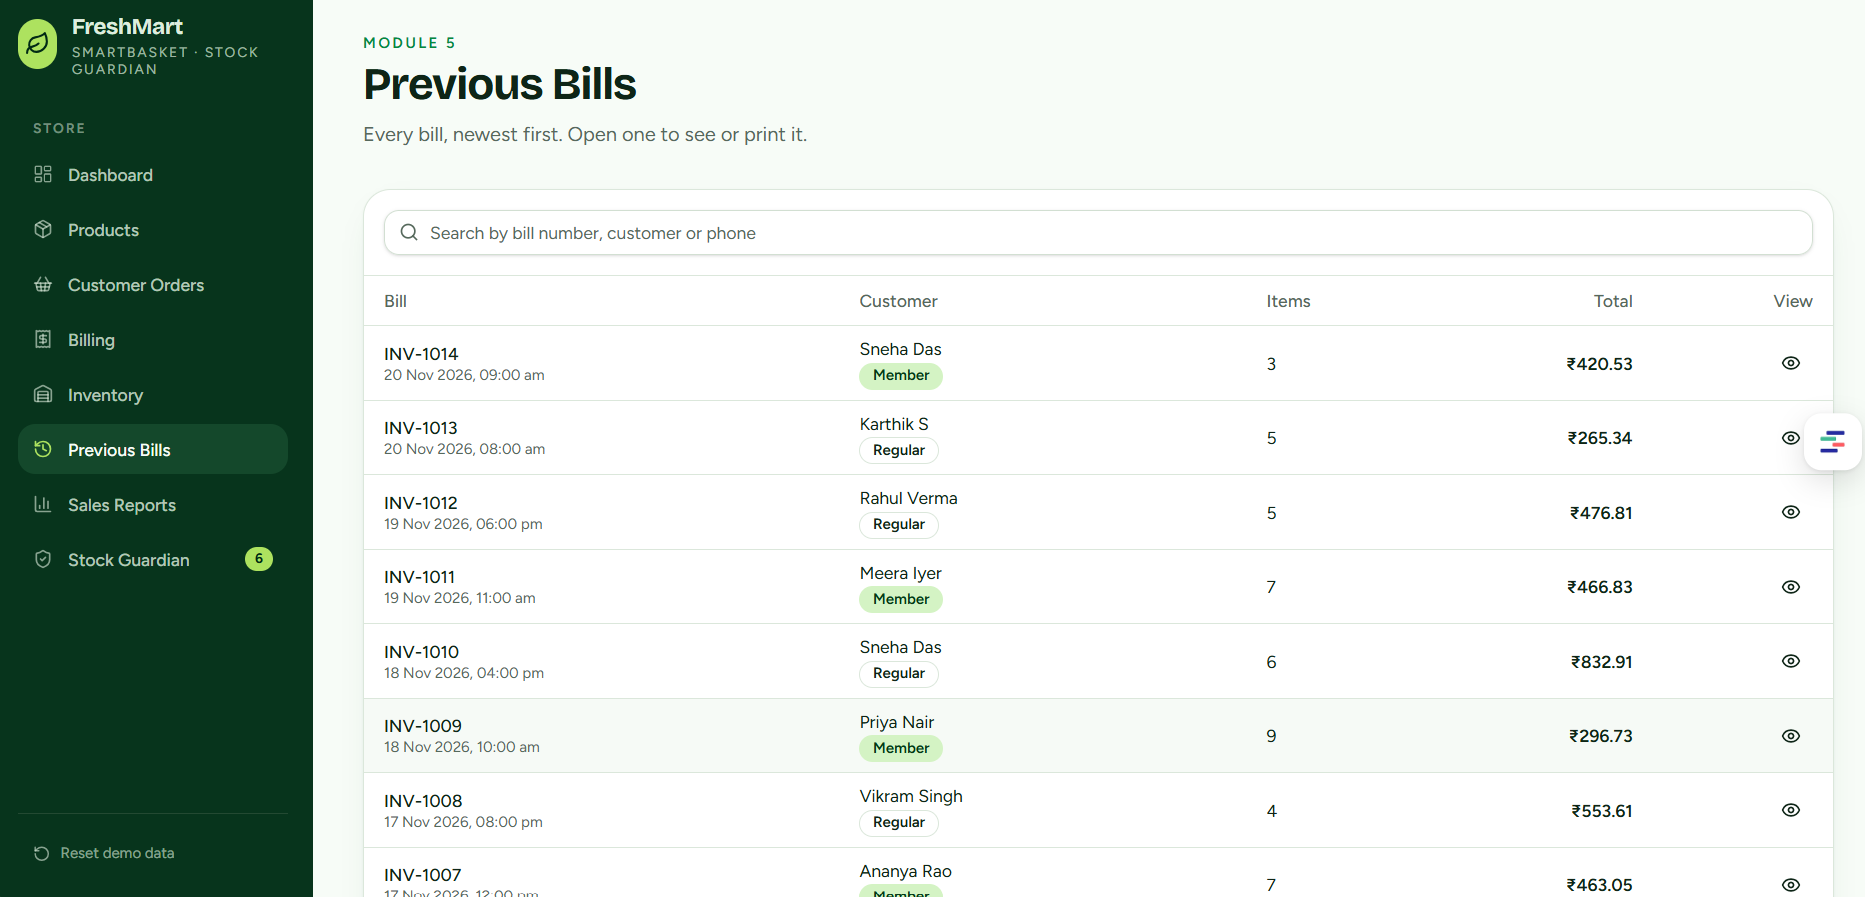 FreshMart
SMARTBASKET · STOCK
GUARDIAN
STORE
Dashboard
Products
Customer Orders
Billing
Inventory
Previous Bills
Sales Reports
Stock Guardian 6
Reset demo data
MODULE 5
Previous Bills
Every bill, newest first. Open one to see or print it.
Search by bill number, customer or phone
Bill Customer Items Total View
INV-1014
20 Nov 2026, 09:00 am
Sneha Das
Member
3
₹420.53
INV-1013
20 Nov 2026, 08:00 am
Karthik S
Regular
5
₹265.34
INV-1012
19 Nov 2026, 06:00 pm
Rahul Verma
Regular
5
₹476.81
INV-1011
19 Nov 2026, 11:00 am
Meera Iyer
Member
7
₹466.83
INV-1010
18 Nov 2026, 04:00 pm
Sneha Das
Regular
6
₹832.91
INV-1009
18 Nov 2026, 10:00 am
Priya Nair
Member
9
₹296.73
INV-1008
17 Nov 2026, 08:00 pm
Vikram Singh
Regular
4
₹553.61
INV-1007
17 Nov 2026, 12:00 pm
Ananya Rao
Member
7
₹463.05